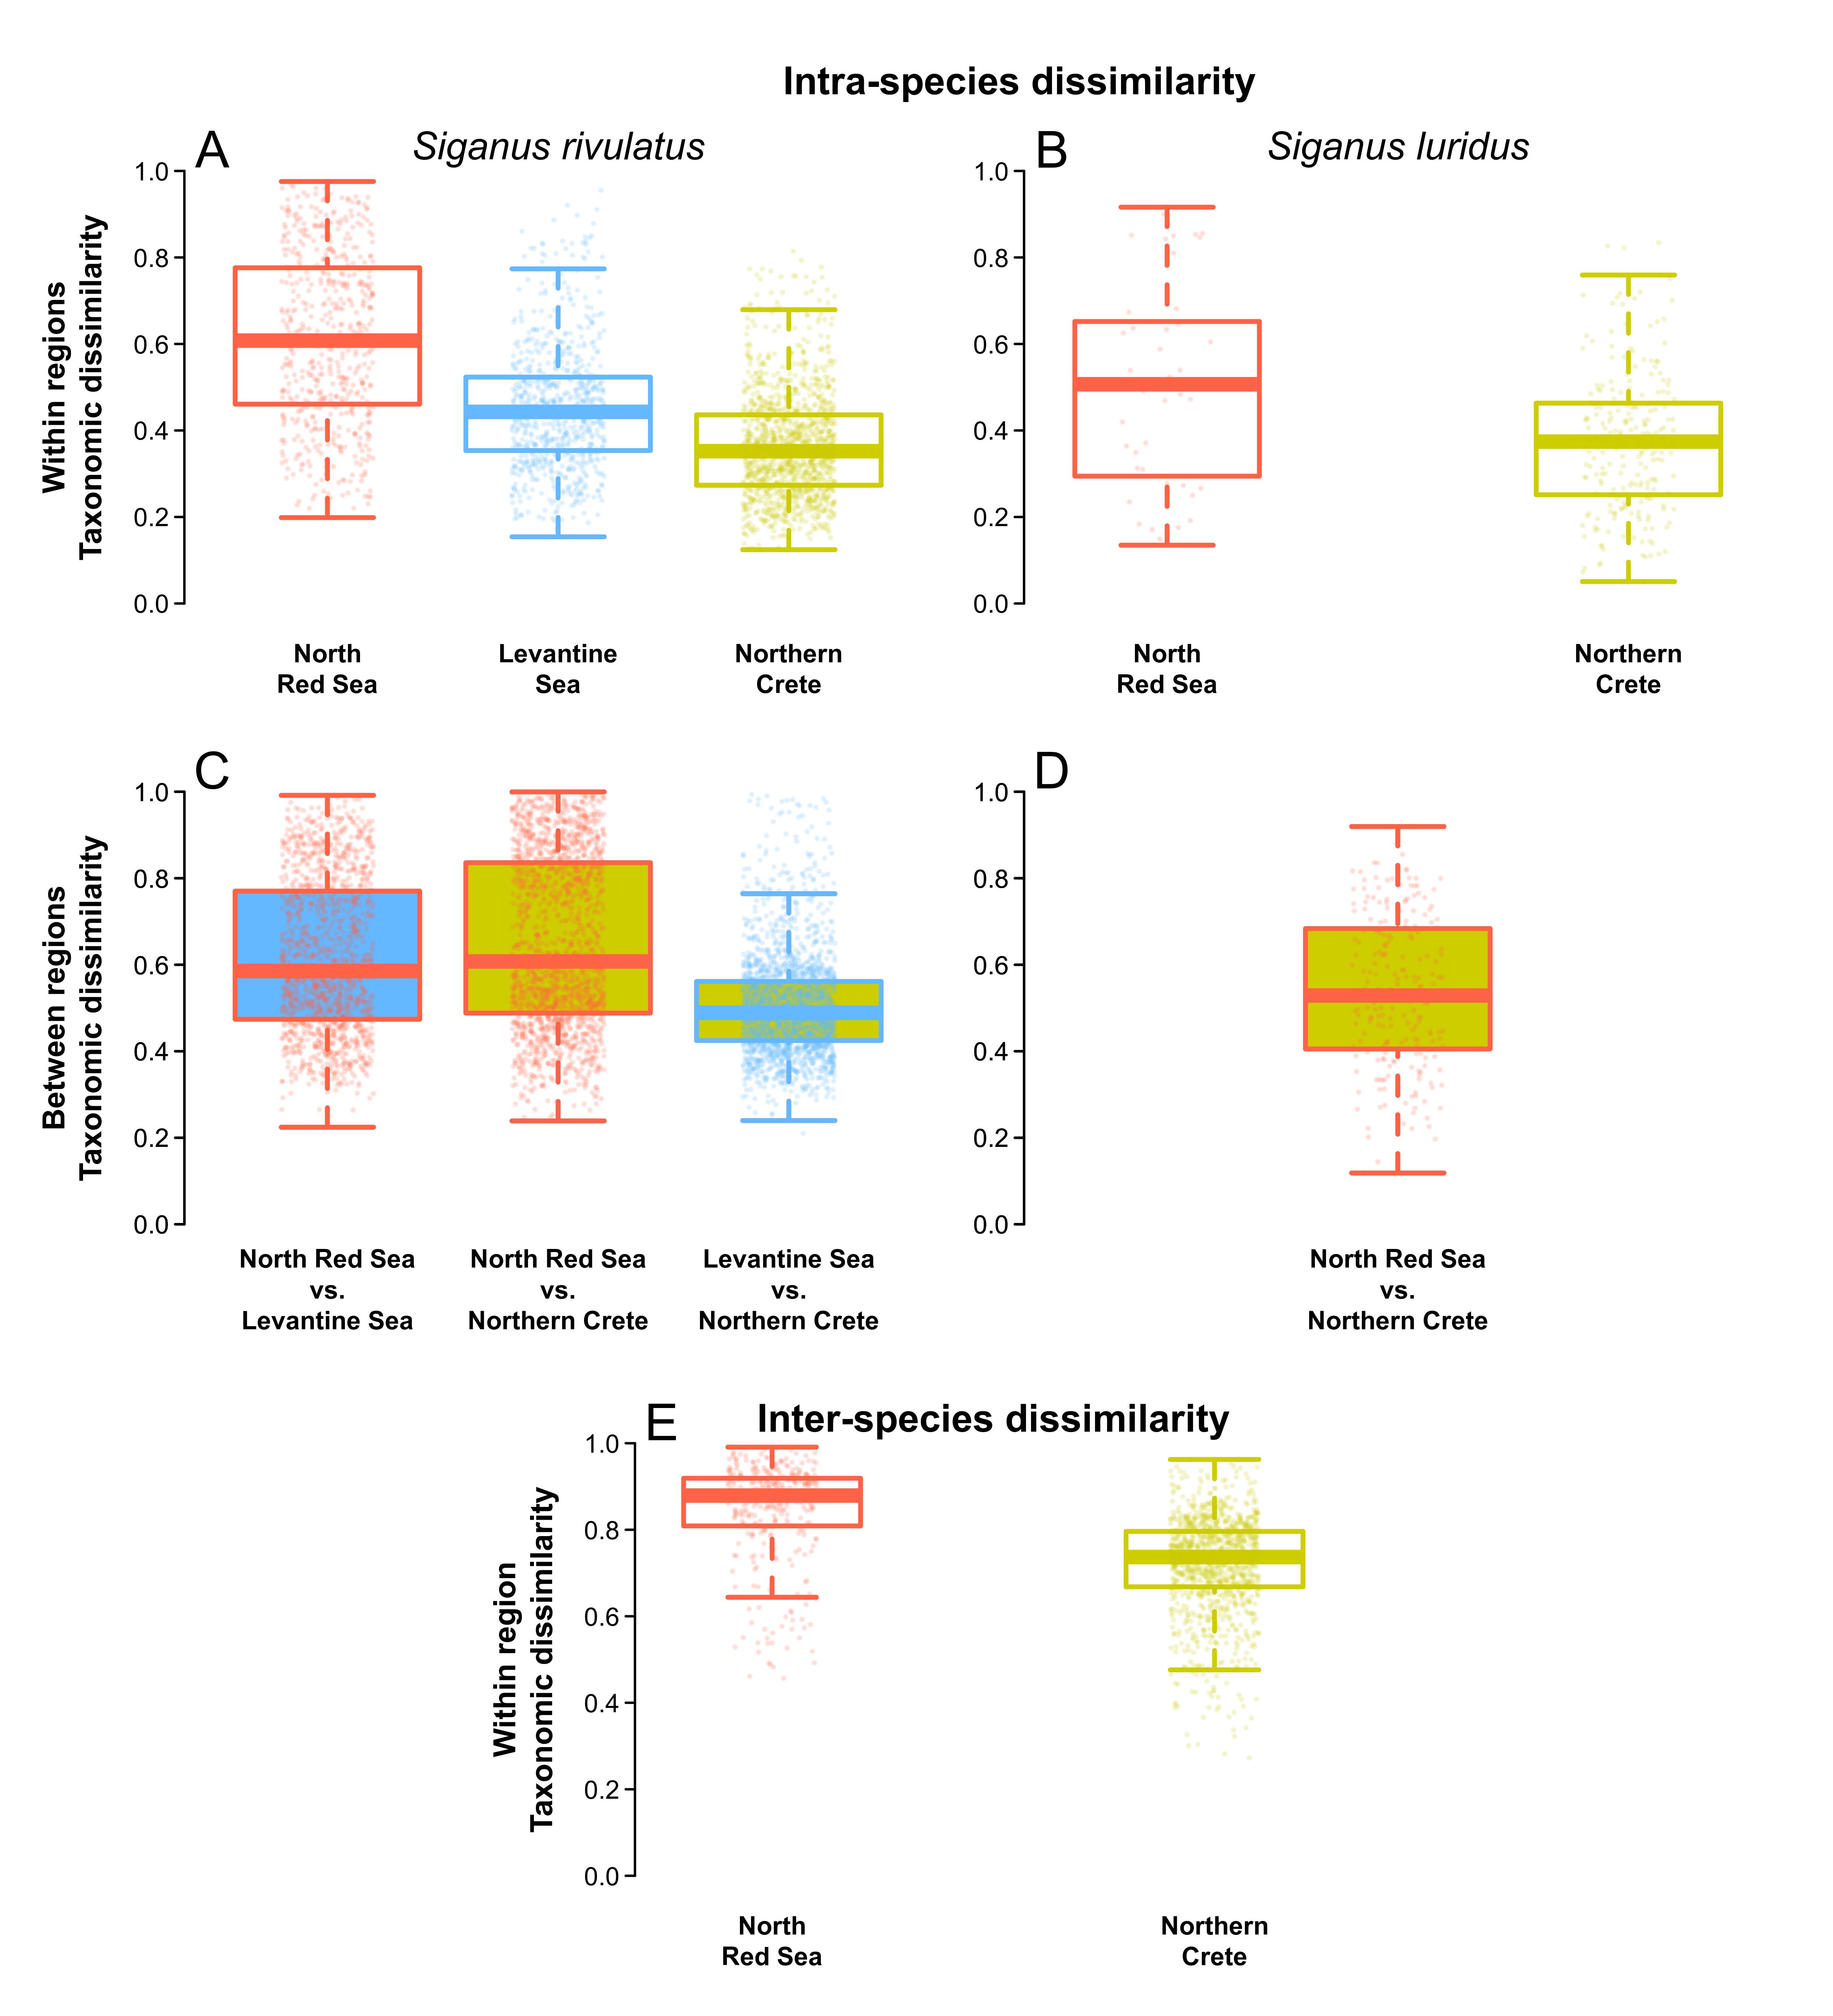 Intra-species dissimilarity
A
Siganus rivulatus
B
Siganus luridus
Within regions
Taxonomic dissimilarity
1.0
0.8
0.6
0.4
0.2
0.0
North
Red Sea
Levantine
Sea
Northern
Crete
1.0
0.8
0.6
0.4
0.2
0.0
North
Red Sea
Northern
Crete
C
Between regions
Taxonomic dissimilarity
1.0
0.8
0.6
0.4
0.2
0.0
North Red Sea
vs.
Levantine Sea
North Red Sea
vs.
Northern Crete
Levantine Sea
vs.
Northern Crete
D
1.0
0.8
0.6
0.4
0.2
0.0
North Red Sea
vs.
Northern Crete
E
Inter-species dissimilarity
Within region
Taxonomic dissimilarity
1.0
0.8
0.6
0.4
0.2
0.0
North
Red Sea
Northern
Crete